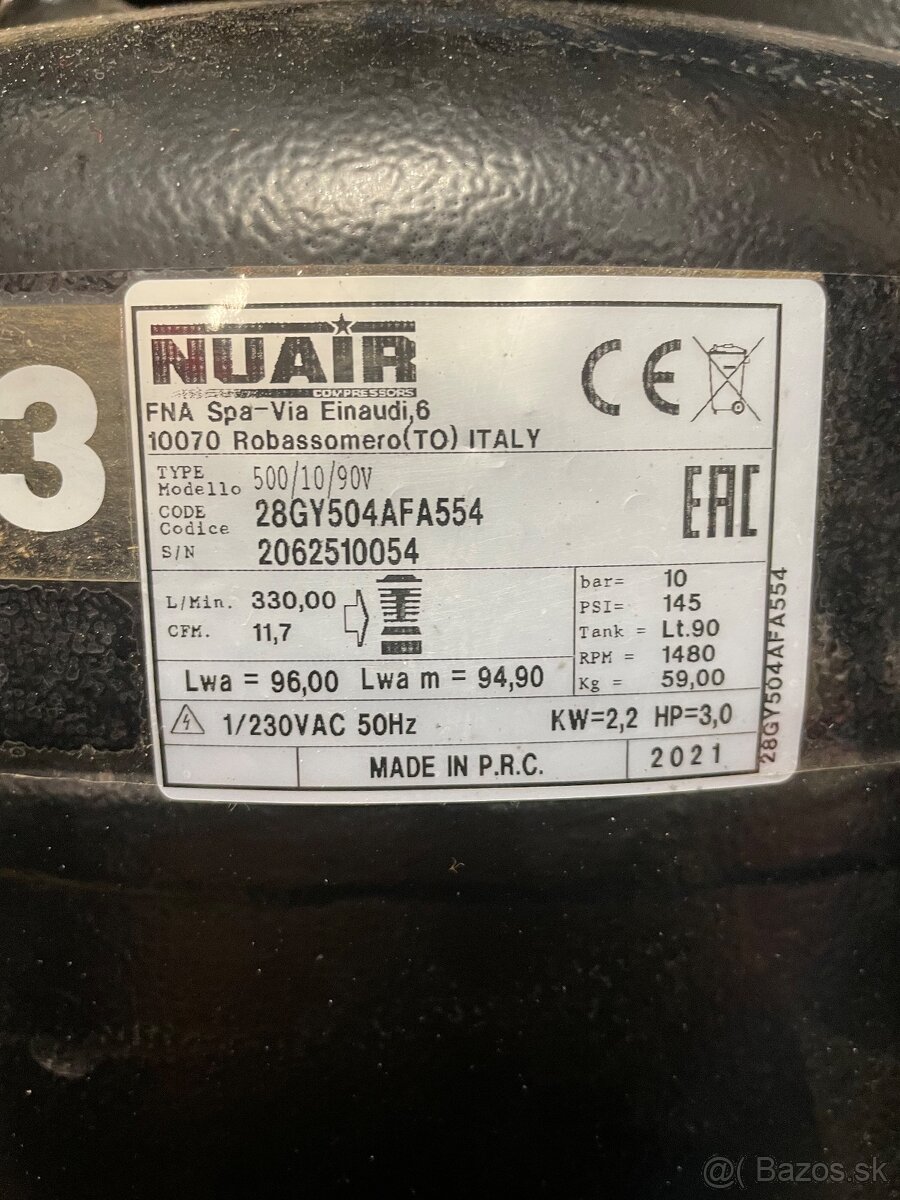 3
NUAIR
COMPRESSORS
CE
FNA Spa-Via Einaudi,6
10070 Robassomero(TO) ITALY
TYPE
Modello 500/10/90V
CODE
Codice 28GY504AFA554
S/N 2062510054
EAC
L/Min. 330,00
CFM. 11,7
bar= 10
PSI= 145
Tank = Lt.90
RPM = 1480
Kg = 59,00
Lwa = 96,00 Lwa m = 94,90
1/230VAC 50Hz KW=2,2 HP=3,0
MADE IN P.R.C. 2021
28GY504AFA554
@( Bazos.sk